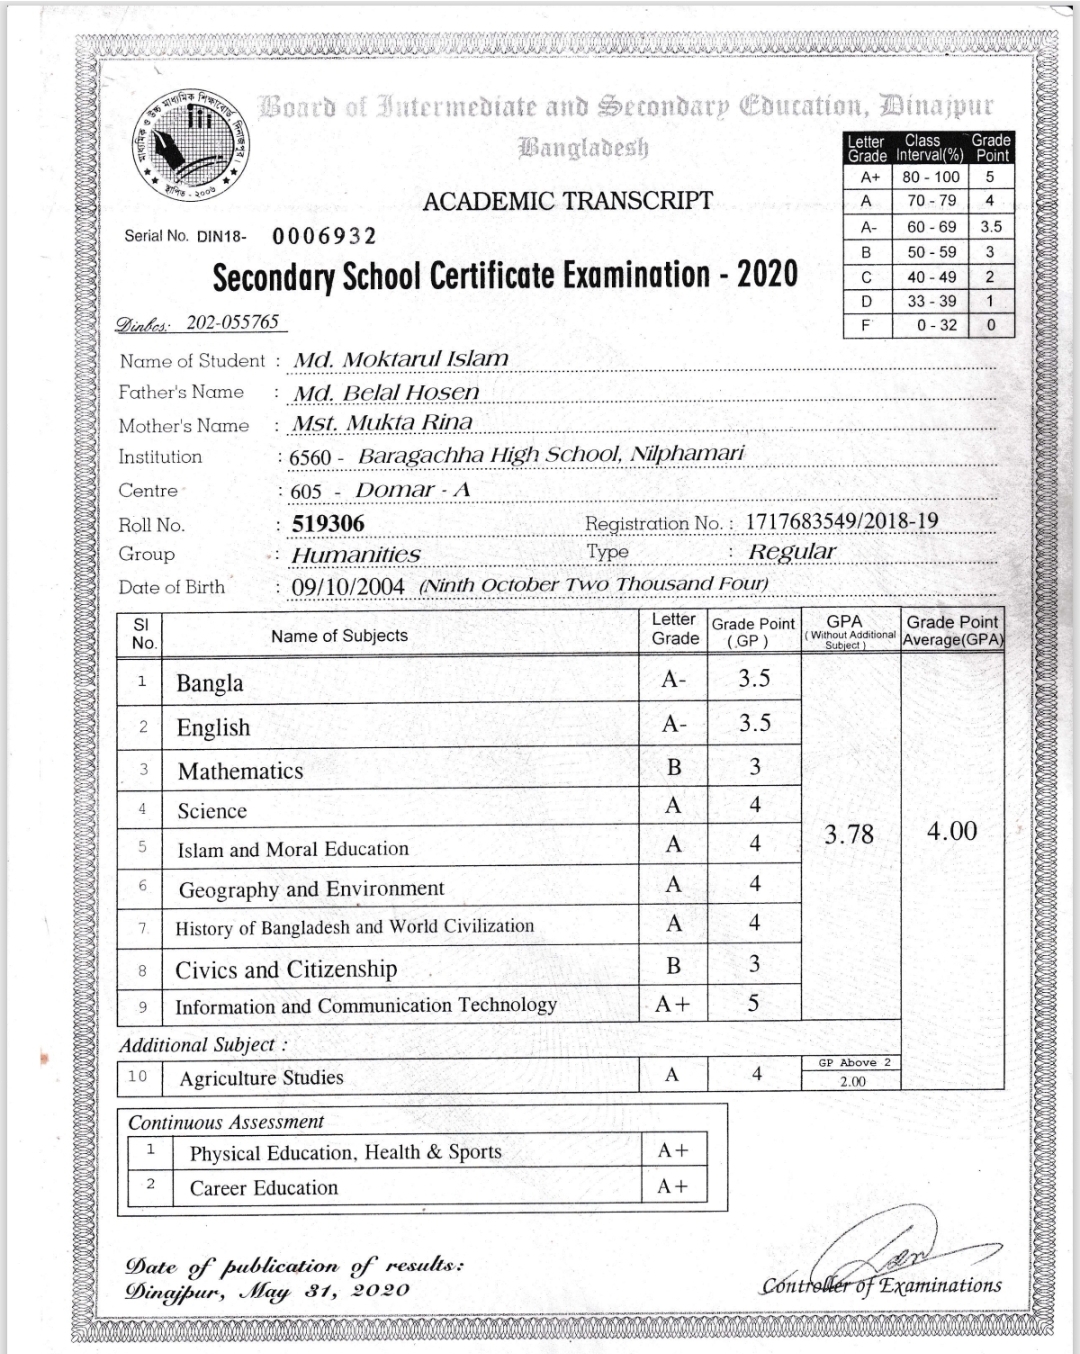 মাধ্যমিক ও উচ্চ মাধ্যমিক শিক্ষাবোর্ড, দিনাজপুর।
স্থাপিত - ২০০৬
Board of Intermediate and Secondary Education, Dinajpur
Bangladesh
ACADEMIC TRANSCRIPT
Letter Grade Class Interval(%) Grade Point
A+ 80 - 100 5
A 70 - 79 4
A- 60 - 69 3.5
B 50 - 59 3
C 40 - 49 2
D 33 - 39 1
F 0 - 32 0
Serial No. DIN18- 0006932
Secondary School Certificate Examination - 2020
Dinbcs: 202-055765
Name of Student : Md. Moktarul Islam
Father's Name : Md. Belal Hosen
Mother's Name : Mst. Mukta Rina
Institution : 6560 - Baragachha High School, Nilphamari
Centre : 605 - Domar - A
Roll No. : 519306 Registration No. : 1717683549/2018-19
Group : Humanities Type : Regular
Date of Birth : 09/10/2004 (Ninth October Two Thousand Four)
Sl No. Name of Subjects Letter Grade Grade Point (.GP ) GPA ( Without Additional Subject ) Grade Point Average(GPA)
1 Bangla A- 3.5
2 English A- 3.5
3 Mathematics B 3
4 Science A 4
5 Islam and Moral Education A 4
3.78 4.00
6 Geography and Environment A 4
7 History of Bangladesh and World Civilization A 4
8 Civics and Citizenship B 3
9 Information and Communication Technology A+ 5
Additional Subject :
10 Agriculture Studies A 4 GP Above 2
2.00
Continuous Assessment
1 Physical Education, Health & Sports A+
2 Career Education A+
Date of publication of results:
Dinajpur, May 31, 2020
Controller of Examinations